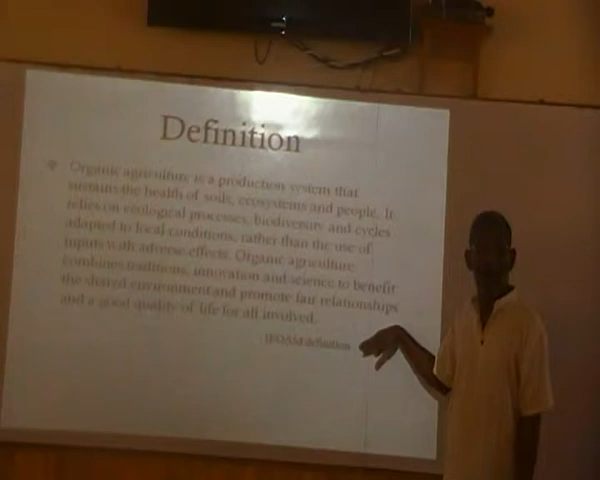 Definition
Organic agriculture is a production system that
sustains the health of soils, ecosystems and people. It
relies on ecological processes, biodiversity and cycles
adapted to local conditions, rather than the use of
inputs with adverse effects. Organic agriculture
combines tradition, innovation and science to benefit
the shared environment and promote fair relationships
and a good quality of life for all involved.
IFOAM definition